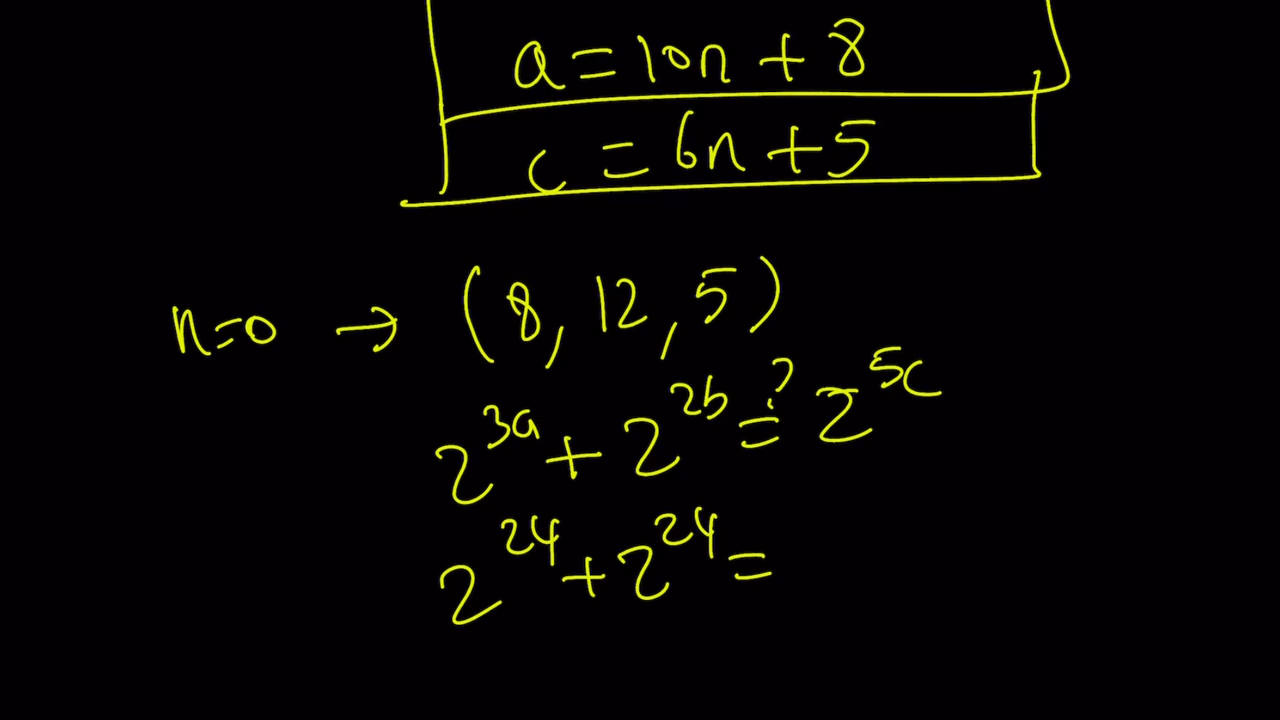 a = 10n + 8
c = 6n + 5
n=0 → (8, 12, 5)
2^{3a} + 2^{2b} =? 2^{5c}
2^{24} + 2^{24} =